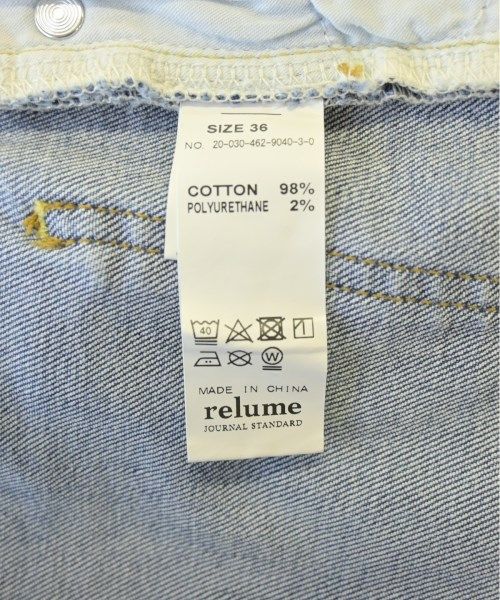 SIZE 36
NO. 20-030-462-9040-3-0
COTTON 98%
POLYURETHANE 2%
40
W
MADE IN CHINA
relume
JOURNAL STANDARD